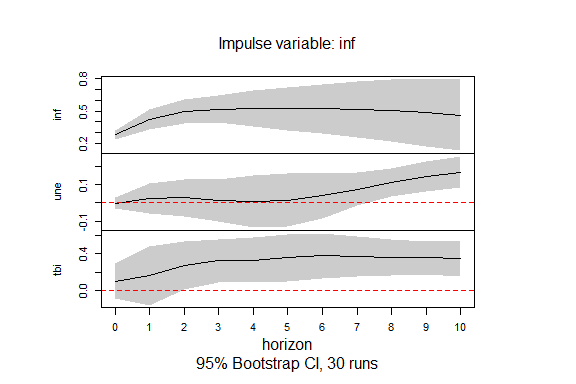 Impulse variable: inf
inf
0.8
0.5
0.2
une
0.1
-0.1
tbi
0.4
0.0
0 1 2 3 4 5 6 7 8 9 10
horizon
95% Bootstrap CI, 30 runs